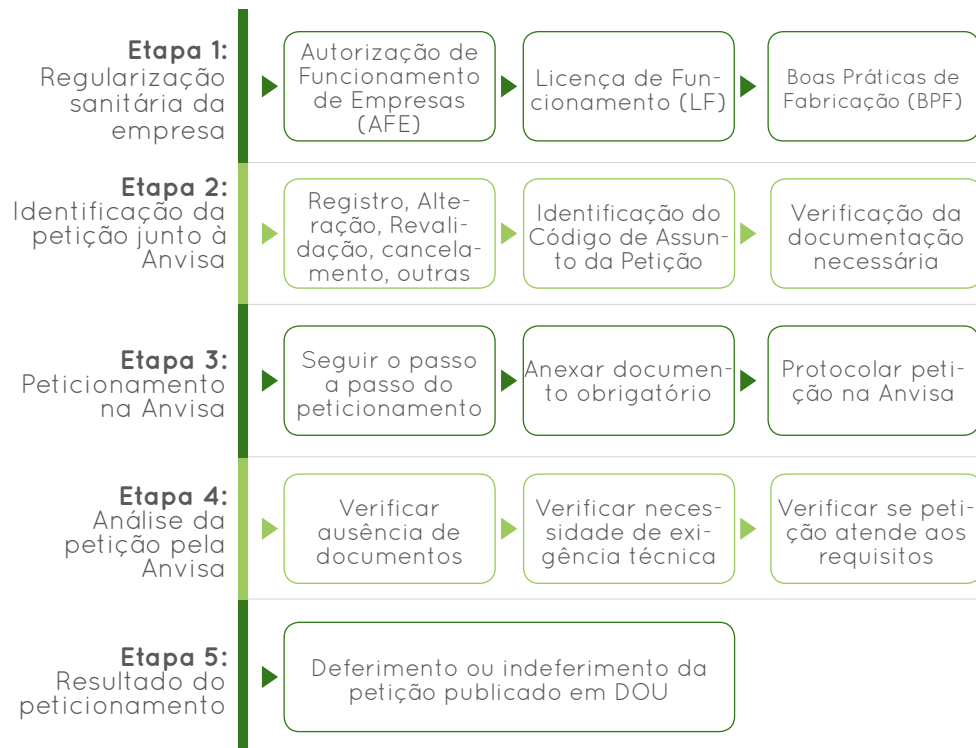 Etapa 1:
Regularização
sanitária da
empresa
Autorização de
Funcionamento
de Empresas
(AFE)
Licença de Fun-
cionamento (LF)
Boas Práticas de
Fabricação (BPF)
Etapa 2:
Identificação da
petição junto à
Anvisa
Registro, Alte-
ração, Revali-
dação, cancela-
mento, outras
Identificação do
Código de Assun-
to da Petição
Verificação da
documentação
necessária
Etapa 3:
Peticionamento
na Anvisa
Seguir o passo
a passo do
peticionamento
Anexar documen-
to obrigatório
Protocolar peti-
ção na Anvisa
Etapa 4:
Análise da
petição pela
Anvisa
Verificar
ausência de
documentos
Verificar neces-
sidade de exi-
gência técnica
Verificar se peti-
ção atende aos
requisitos
Etapa 5:
Resultado do
peticionamento
Deferimento ou indeferimento da
petição publicado em DOU